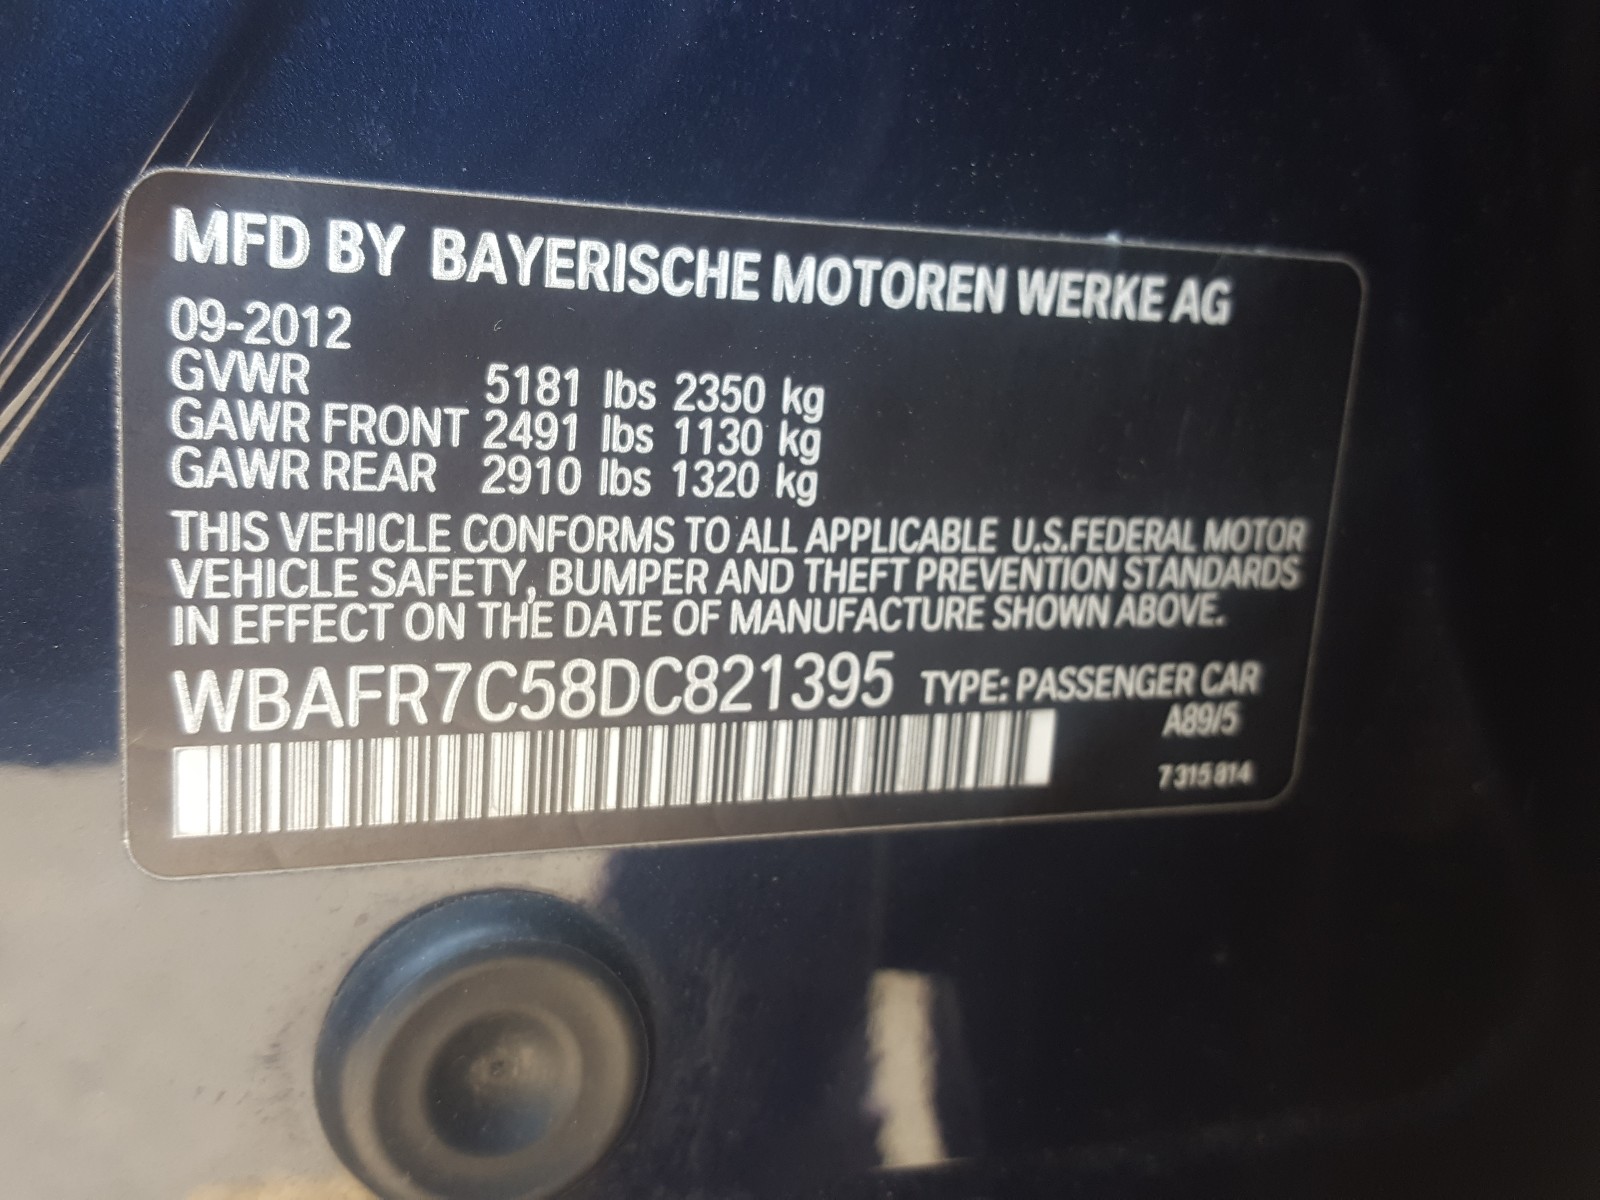 MFD BY BAYERISCHE MOTOREN WERKE AG
09-2012
GVWR 5181 lbs 2350 kg
GAWR FRONT 2491 lbs 1130 kg
GAWR REAR 2910 lbs 1320 kg
THIS VEHICLE CONFORMS TO ALL APPLICABLE U.S.FEDERAL MOTOR
VEHICLE SAFETY, BUMPER AND THEFT PREVENTION STANDARDS
IN EFFECT ON THE DATE OF MANUFACTURE SHOWN ABOVE.
WBAFR7C58DC821395 TYPE: PASSENGER CAR
A89/5
7 315 814